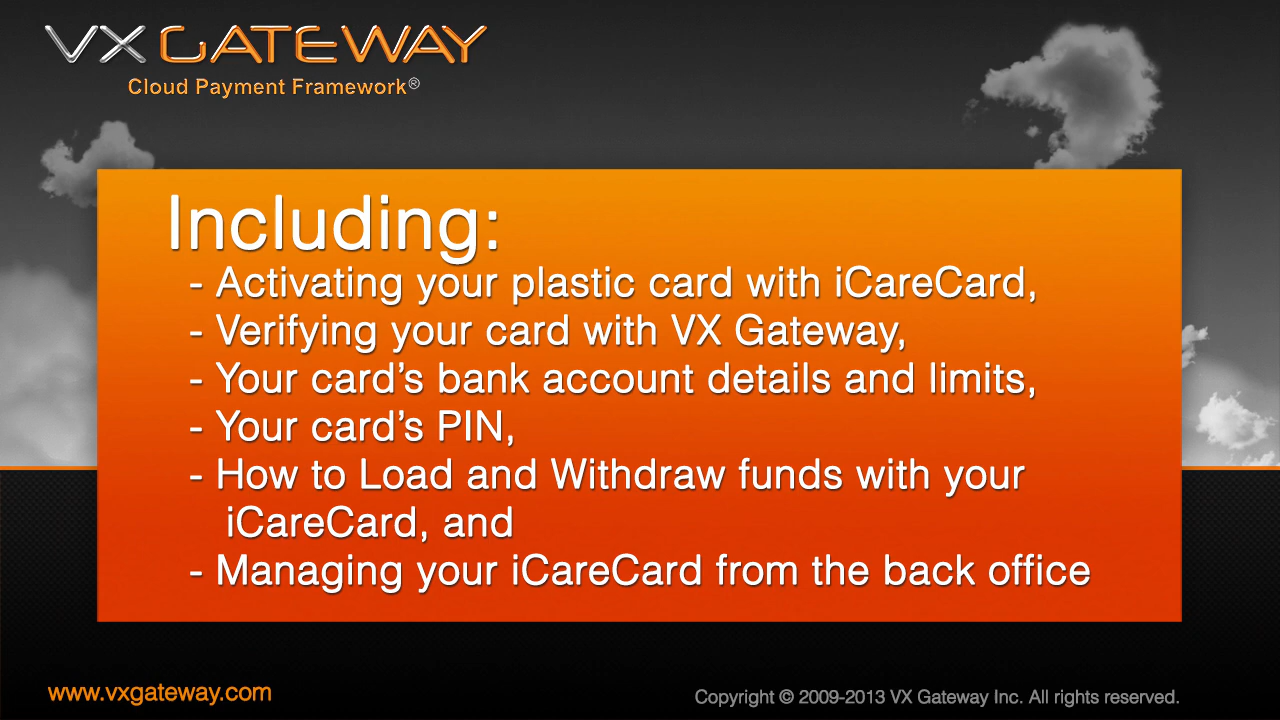 VX GATEWAY
Cloud Payment Framework®
Including:
- Activating your plastic card with iCareCard,
- Verifying your card with VX Gateway,
- Your card’s bank account details and limits,
- Your card’s PIN,
- How to Load and Withdraw funds with your
iCareCard, and
- Managing your iCareCard from the back office
www.vxgateway.com
Copyright © 2009-2013 VX Gateway Inc. All rights reserved.